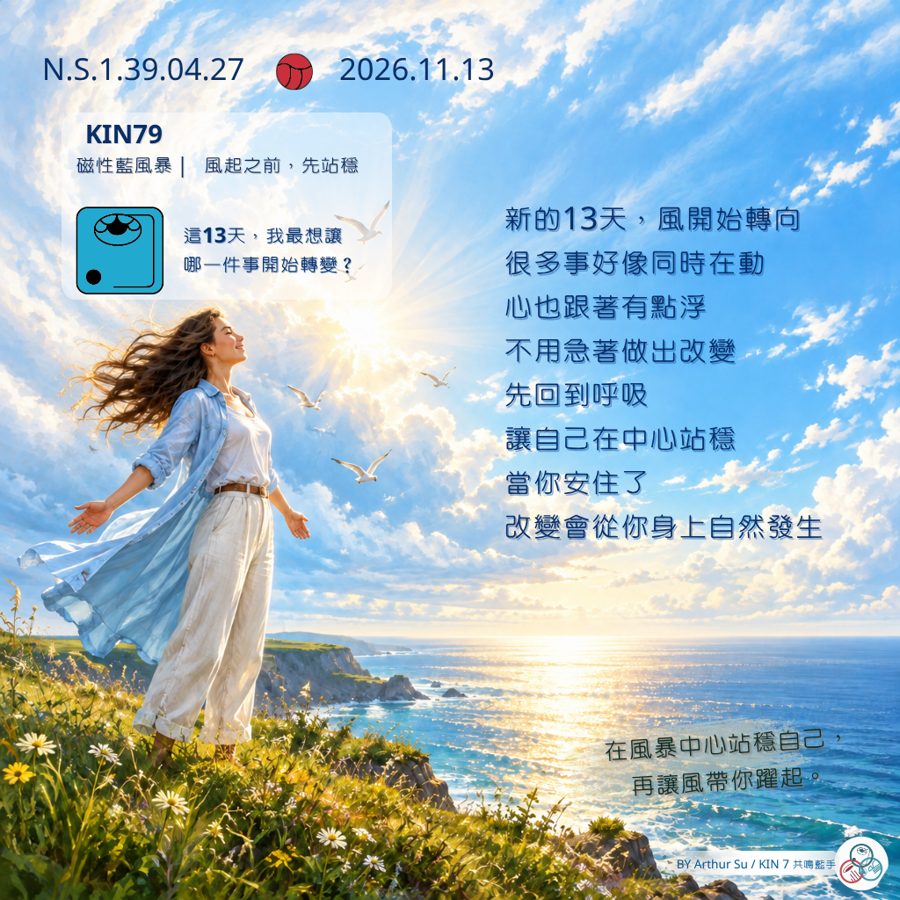 N.S.1.39.04.27 2026.11.13
KIN79
磁性藍風暴 | 風起之前，先站穩
這13天，我最想讓
哪一件事開始轉變？
新的13天，風開始轉向
很多事好像同時在動
心也跟著有點浮
不用急著做出改變
先回到呼吸
讓自己在中心站穩
當你安住了
改變會從你身上自然發生
在風暴中心站穩自己，
再讓風帶你躍起。
BY Arthur Su / KIN 7 共鳴藍手